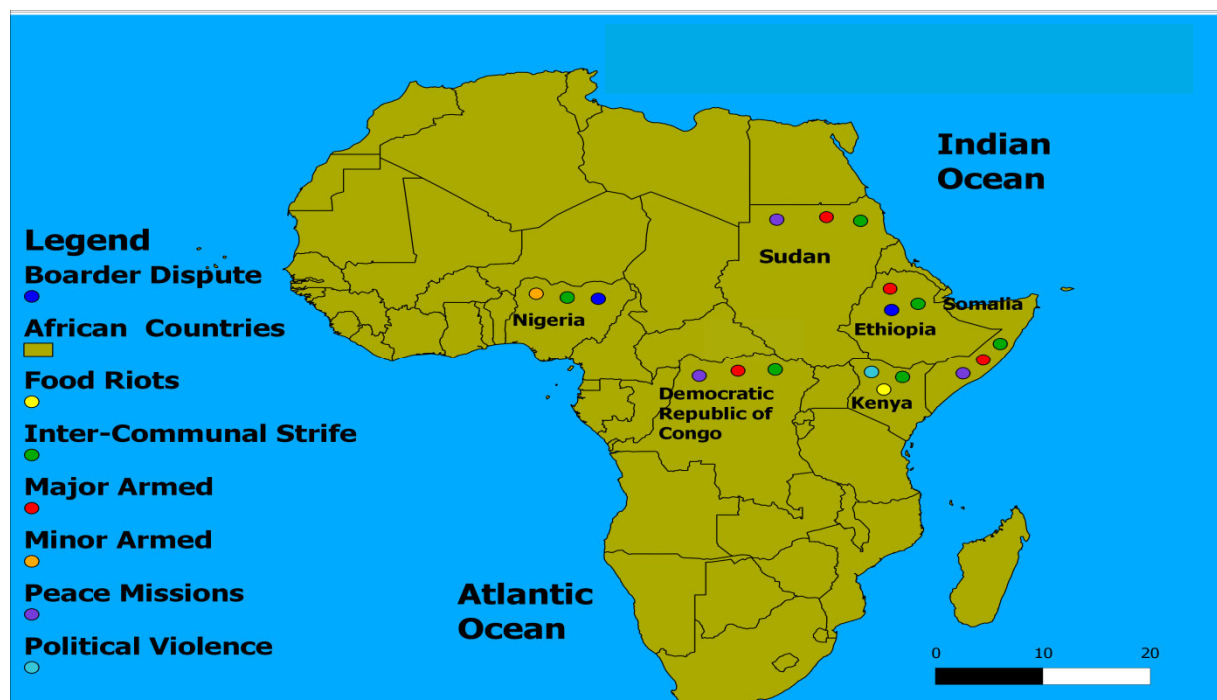 Indian
Ocean
Legend
Boarder Dispute
African  Countries
Food Riots
Inter-Communal Strife
Major Armed
Minor Armed
Peace Missions
Political Violence
Sudan
Nigeria
Somalia
Ethiopia
Democratic
Republic of
Congo
Kenya
Atlantic
Ocean
0 10 20